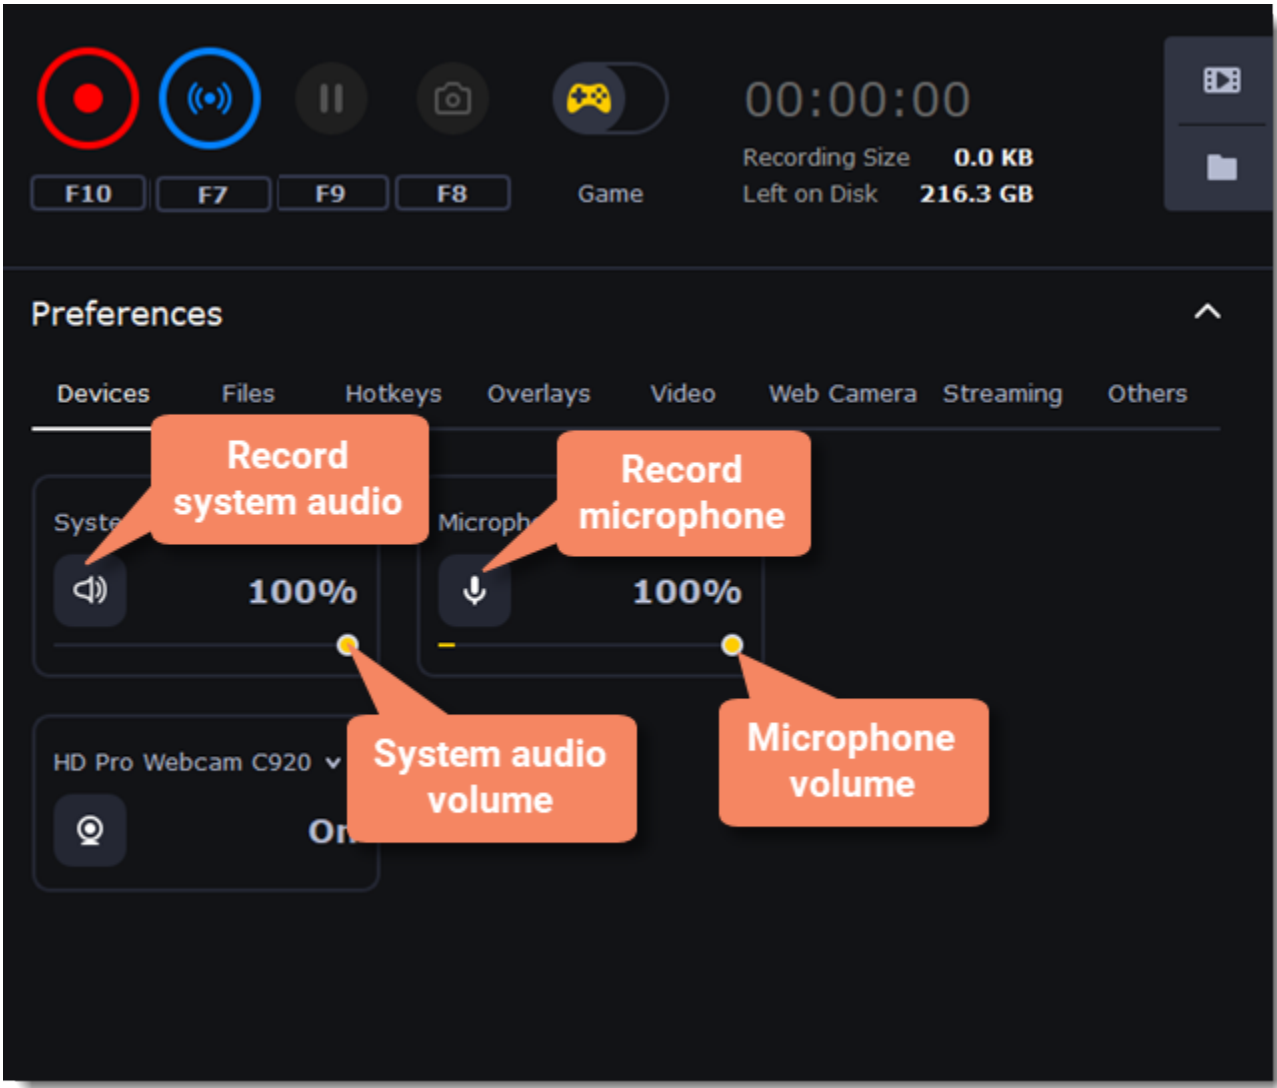 00:00:00
Recording Size 0.0 KB
Left on Disk 216.3 GB
F10 F7 F9 F8 Game
Preferences
Devices Files Hotkeys Overlays Video Web Camera Streaming Others
Record
system audio
Record
microphone
100% 100%
HD Pro Webcam C920
System audio
volume
Microphone
volume